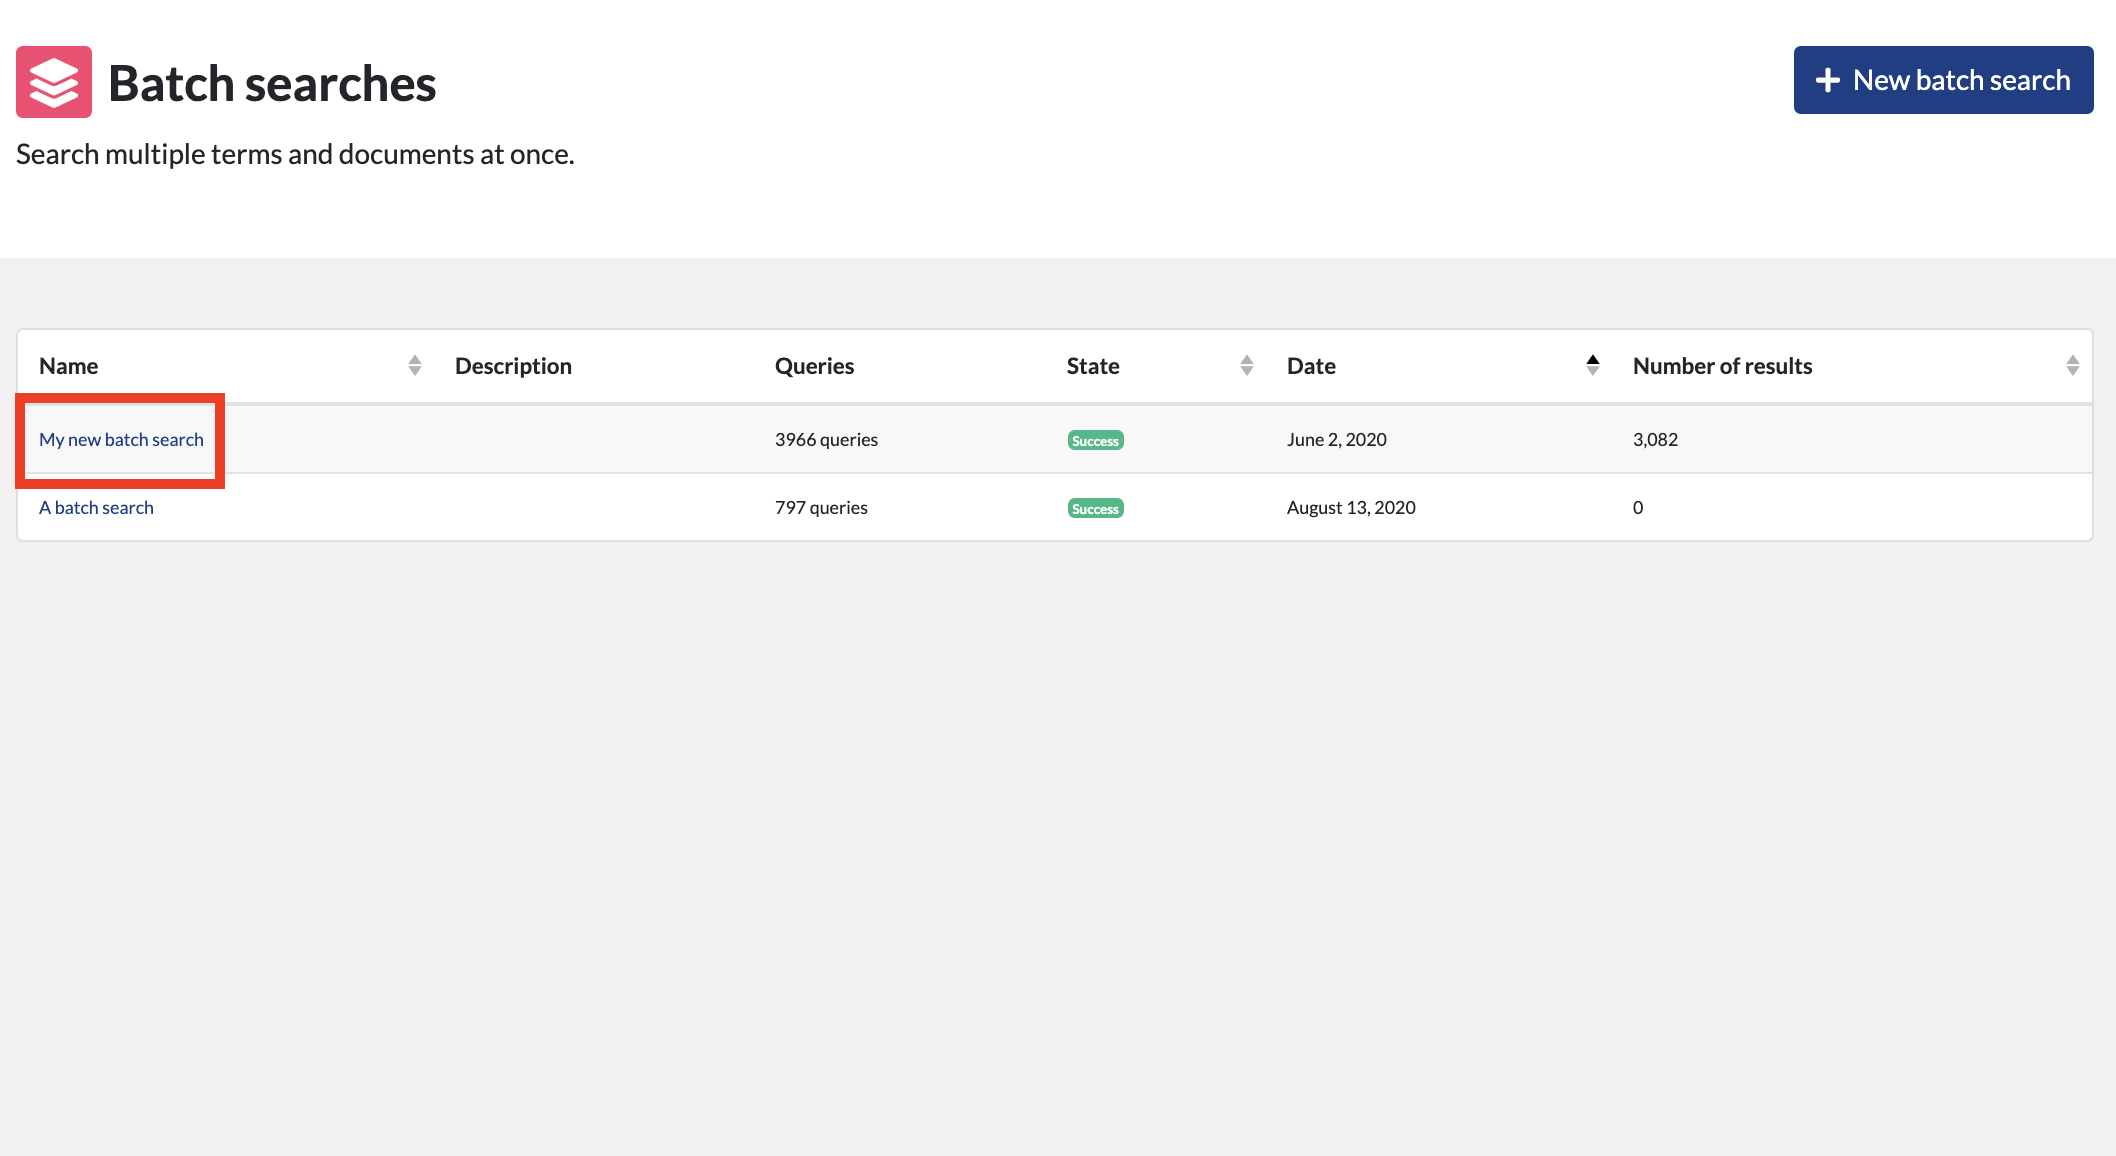 Batch searches
New batch search
Search multiple terms and documents at once.
Name Description Queries State Date Number of results
My new batch search 3966 queries Success June 2, 2020 3,082
A batch search 797 queries Success August 13, 2020 0